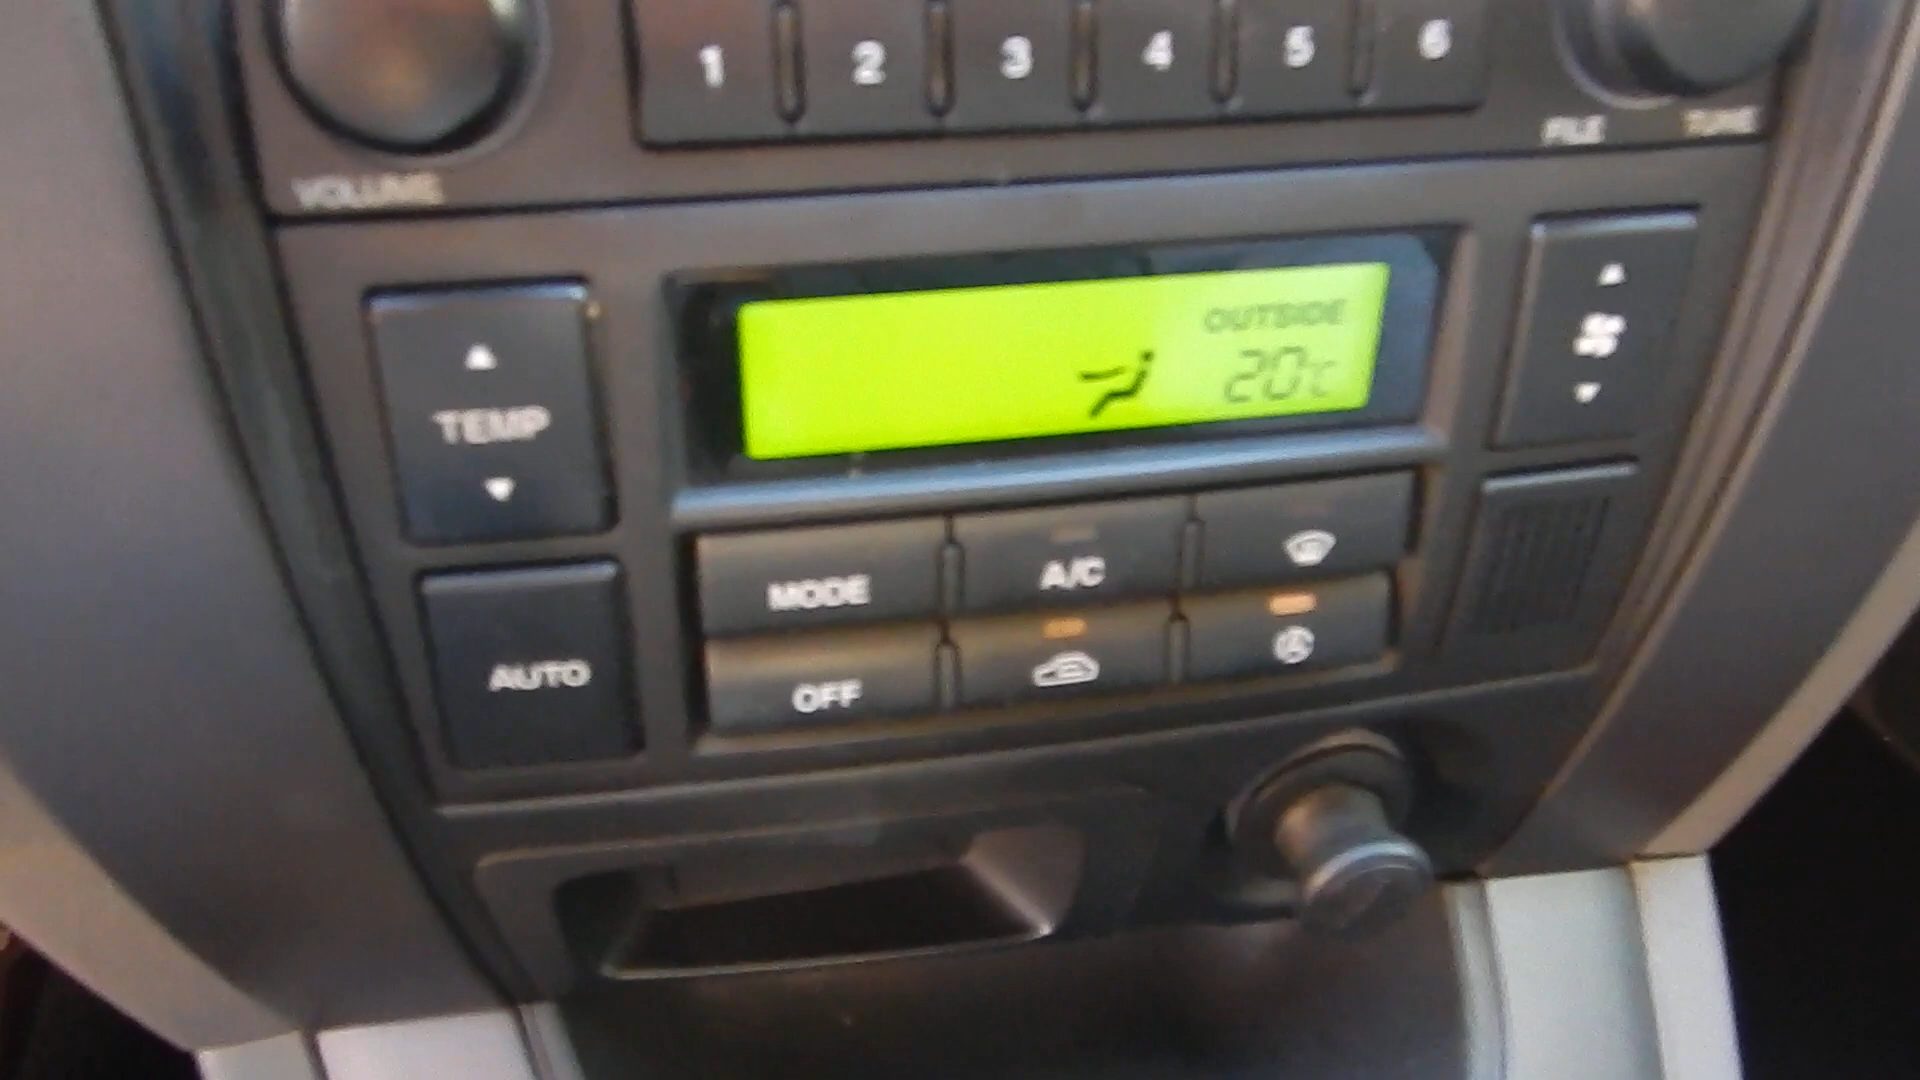 1 2 3 4 5 6
VOLUME FILE TUNE
OUTSIDE
20°C
TEMP
MODE A/C
AUTO OFF